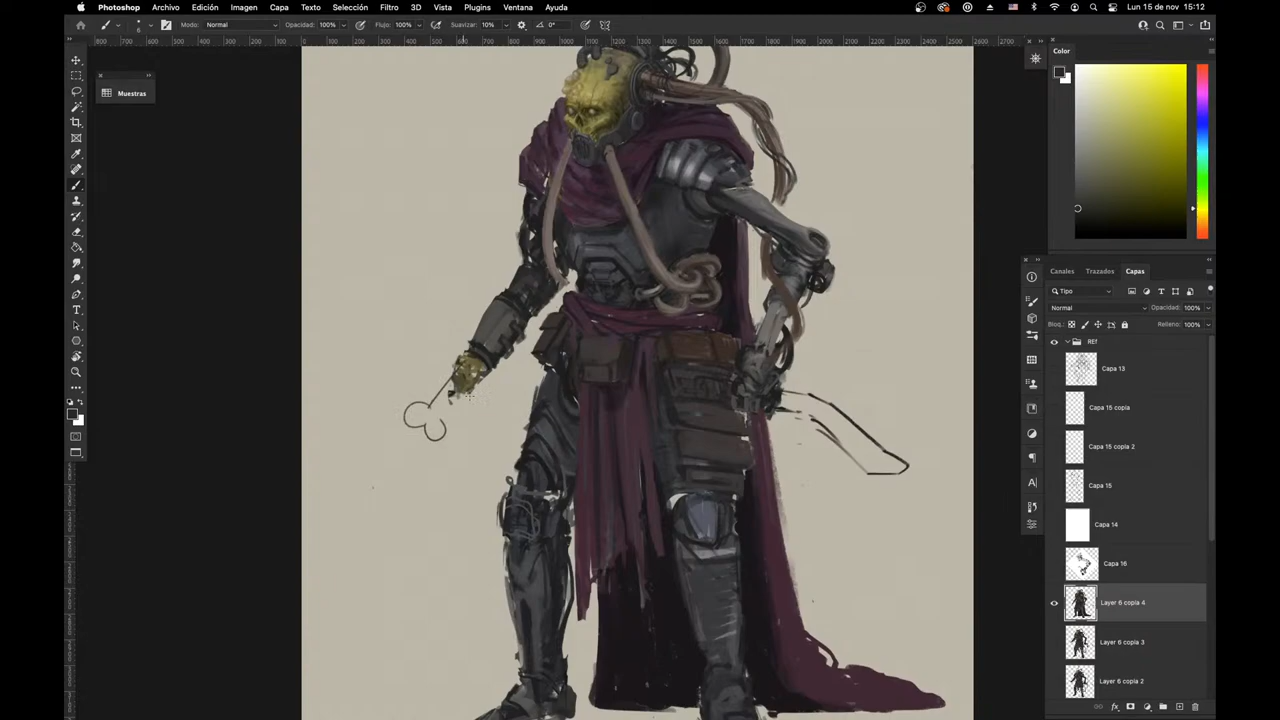 Photoshop Archivo Edición Imagen Capa Texto Selección Filtro 3D Vista Plugins Ventana Ayuda Lun 15 de nov 15:12
Modo: Normal Opacidad: 100% Flujo: 100% Suavizar: 10% 0°
Muestras
Color
Canales Trazados Capas
Tipo
Normal Opacidad: 100%
Bloq.: Relleno: 100%
REf
Capa 13
Capa 15 copia
Capa 15 copia 2
Capa 15
Capa 14
Capa 16
Layer 6 copia 4
Layer 6 copia 3
Layer 6 copia 2